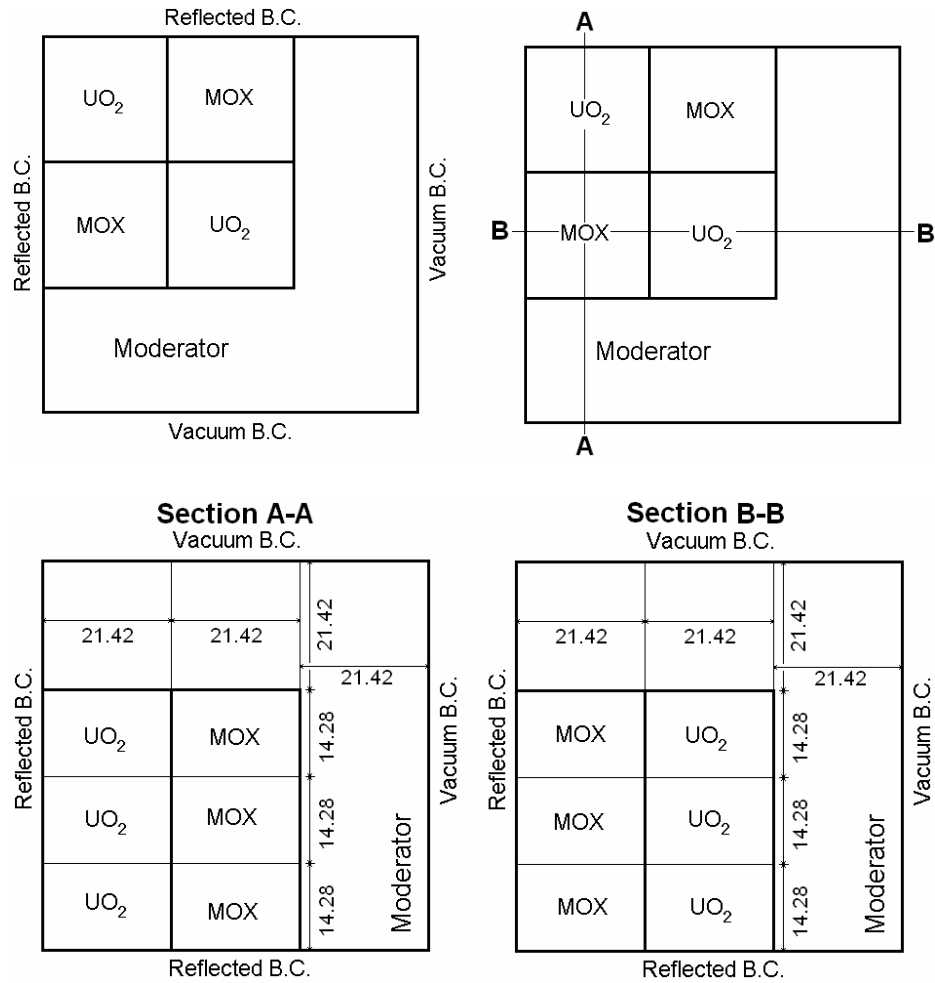 Reflected B.C.
UO2 MOX
MOX UO2
Moderator
Reflected B.C.
Vacuum B.C.
Vacuum B.C.
A
UO2 MOX
B MOX UO2 B
Moderator
A
Section A-A
Vacuum B.C.
21.42 21.42
21.42
21.42
UO2 MOX 14.28
UO2 MOX 14.28
UO2 MOX 14.28
Moderator
Reflected B.C.
Vacuum B.C.
Reflected B.C.
Section B-B
Vacuum B.C.
21.42 21.42
21.42
21.42
MOX UO2 14.28
MOX UO2 14.28
MOX UO2 14.28
Moderator
Reflected B.C.
Vacuum B.C.
Reflected B.C.